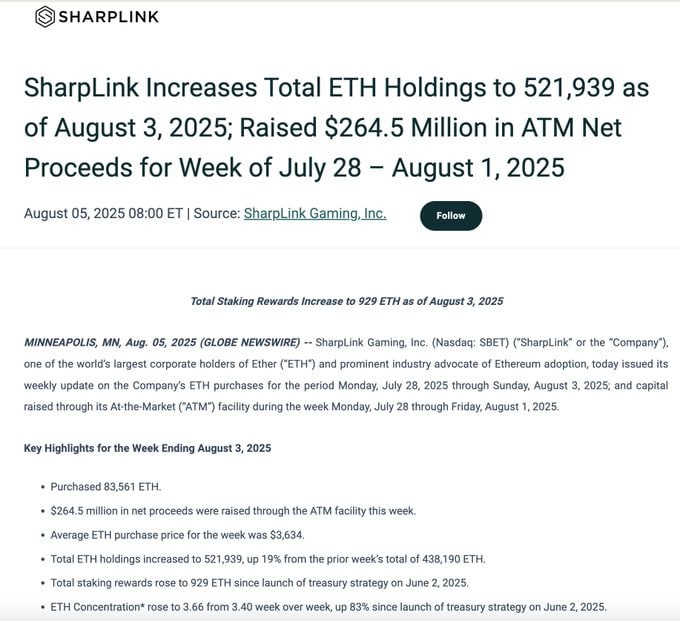 SHARPLINK
SharpLink Increases Total ETH Holdings to 521,939 as
of August 3, 2025; Raised $264.5 Million in ATM Net
Proceeds for Week of July 28 – August 1, 2025
August 05, 2025 08:00 ET | Source: SharpLink Gaming, Inc.
Follow
Total Staking Rewards Increase to 929 ETH as of August 3, 2025
MINNEAPOLIS, MN, Aug. 05, 2025 (GLOBE NEWSWIRE) -- SharpLink Gaming, Inc. (Nasdaq: SBET) (“SharpLink” or the “Company”),
one of the world’s largest corporate holders of Ether (“ETH”) and prominent industry advocate of Ethereum adoption, today issued its
weekly update on the Company’s ETH purchases for the period Monday, July 28, 2025 through Sunday, August 3, 2025; and capital
raised through its At-the-Market (“ATM”) facility during the week Monday, July 28 through Friday, August 1, 2025.
Key Highlights for the Week Ending August 3, 2025
• Purchased 83,561 ETH.
• $264.5 million in net proceeds were raised through the ATM facility this week.
• Average ETH purchase price for the week was $3,634.
• Total ETH holdings increased to 521,939, up 19% from the prior week’s total of 438,190 ETH.
• Total staking rewards rose to 929 ETH since launch of treasury strategy on June 2, 2025.
• ETH Concentration* rose to 3.66 from 3.40 week over week, up 83% since launch of treasury strategy on June 2, 2025.